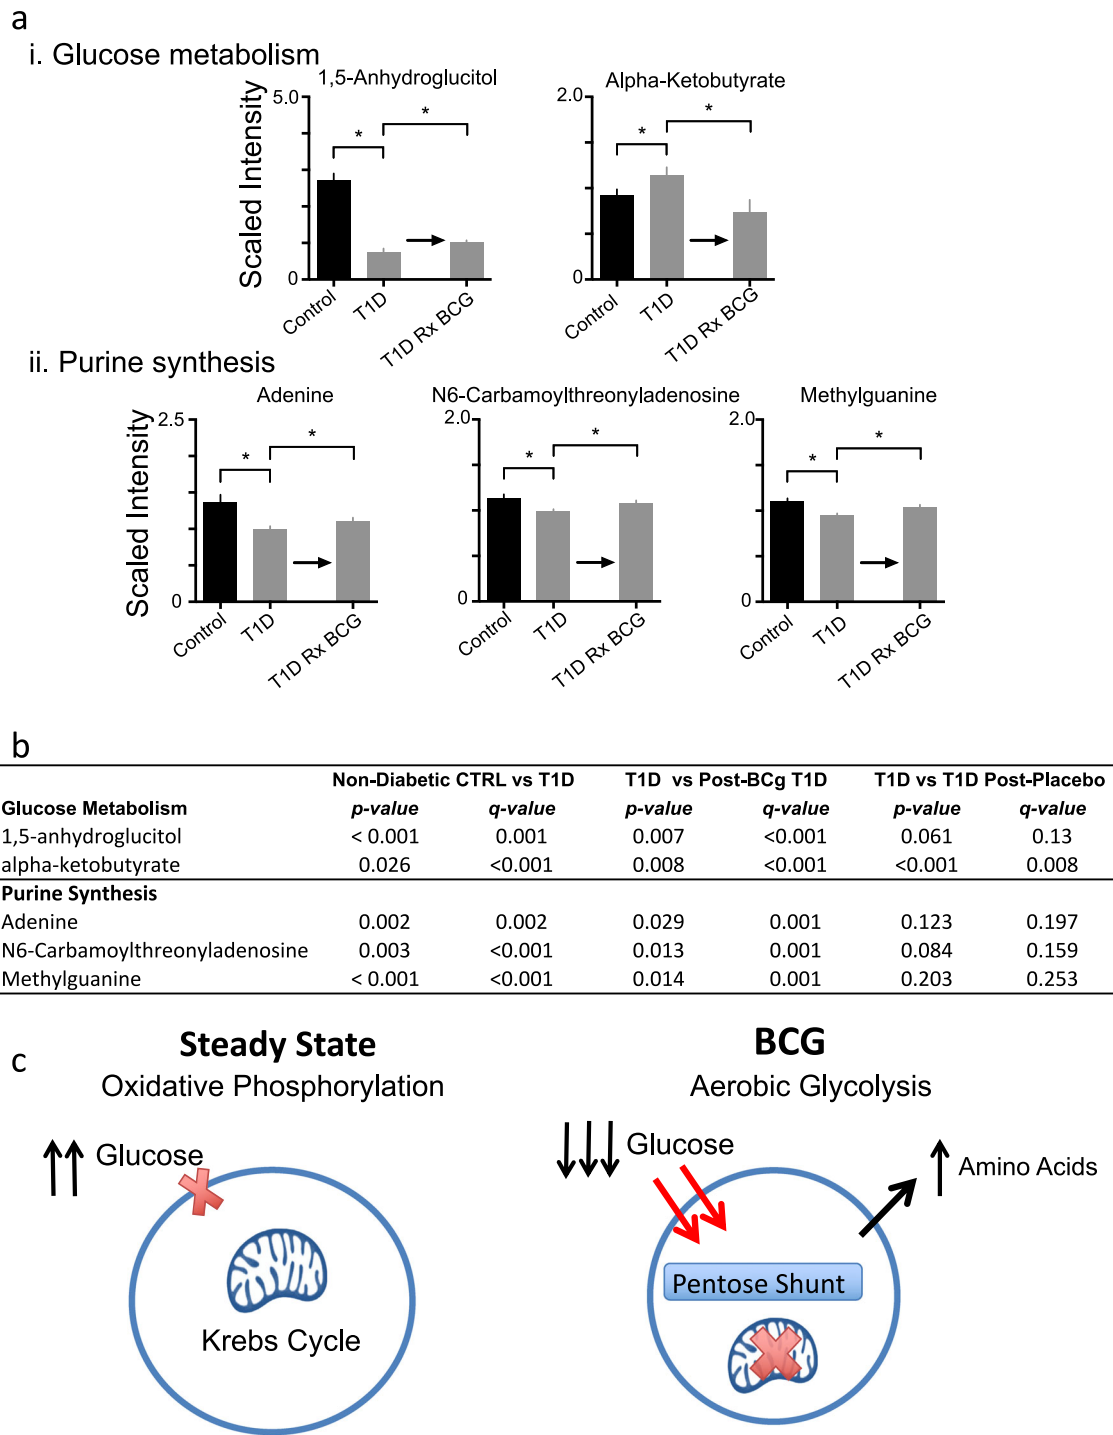 a
i. Glucose metabolism
1,5-Anhydroglucitol
Alpha-Ketobutyrate
Scaled Intensity
5.0
0
*
*
Control
T1D
T1D Rx BCG
2.0
0
*
*
Control
T1D
T1D Rx BCG
ii. Purine synthesis
Adenine
N6-Carbamoylthreonyladenosine
Methylguanine
Scaled Intensity
2.5
0
*
*
Control
T1D
T1D Rx BCG
2.0
0
*
*
Control
T1D
T1D Rx BCG
2.0
0
*
*
Control
T1D
T1D Rx BCG
b
Non-Diabetic CTRL vs T1D T1D vs Post-BCg T1D T1D vs T1D Post-Placebo
Glucose Metabolism p-value q-value p-value q-value p-value q-value
1,5-anhydroglucitol < 0.001 0.001 0.007 <0.001 0.061 0.13
alpha-ketobutyrate 0.026 <0.001 0.008 <0.001 <0.001 0.008
Purine Synthesis
Adenine 0.002 0.002 0.029 0.001 0.123 0.197
N6-Carbamoylthreonyladenosine 0.003 <0.001 0.013 0.001 0.084 0.159
Methylguanine < 0.001 <0.001 0.014 0.001 0.203 0.253
c
Steady State
Oxidative Phosphorylation
Glucose
Krebs Cycle
BCG
Aerobic Glycolysis
Glucose
Amino Acids
Pentose Shunt